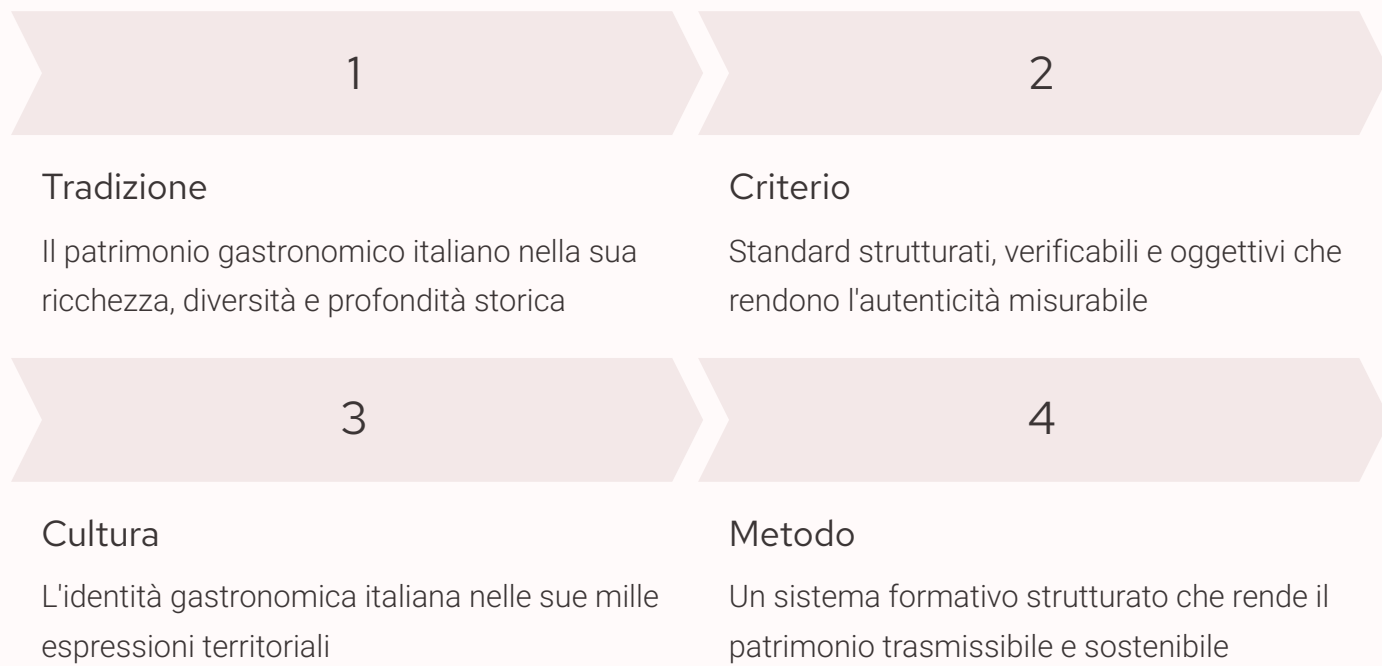 1
2
Tradizione
Il patrimonio gastronomico italiano nella sua
ricchezza, diversità e profondità storica
Criterio
Standard strutturati, verificabili e oggettivi che
rendono l'autenticità misurabile
3
4
Cultura
L'identità gastronomica italiana nelle sue mille
espressioni territoriali
Metodo
Un sistema formativo strutturato che rende il
patrimonio trasmissibile e sostenibile